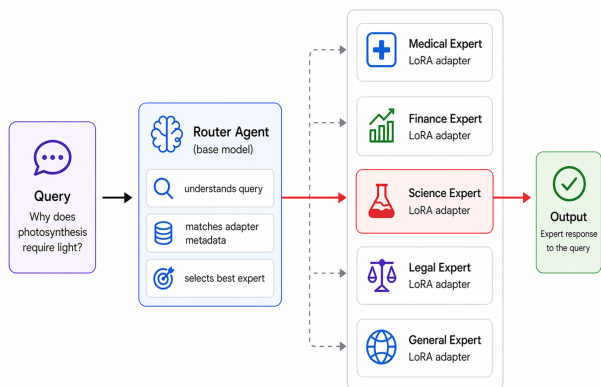 Query
Why does
photosynthesis
require light?
Router Agent
(base model)
understands query
matches adapter
metadata
selects best expert
Medical Expert
LoRA adapter
Finance Expert
LoRA adapter
Science Expert
LoRA adapter
Legal Expert
LoRA adapter
General Expert
LoRA adapter
Output
Expert response
to the query